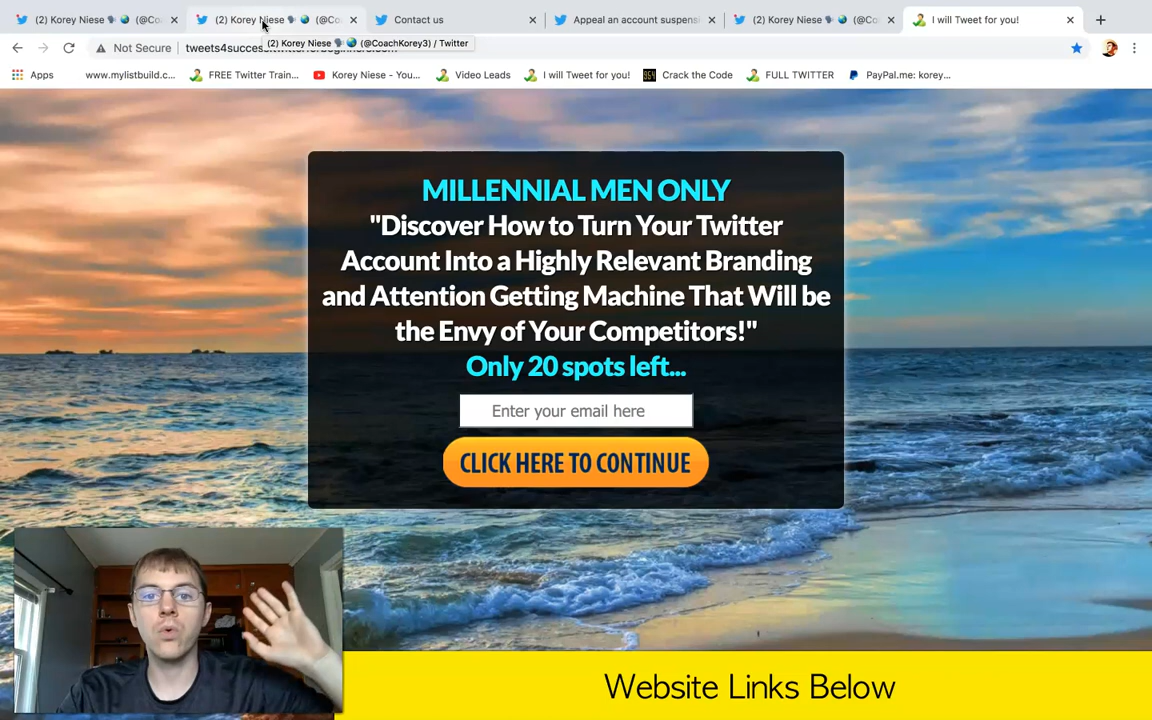 (2) Korey Niese 🗣 🌎 (@Coa
(2) Korey Niese 🗣 🌎 (@Co
Contact us
Appeal an account suspens
(2) Korey Niese 🗣 🌎 (@Co
I will Tweet for you!
Not Secure
(2) Korey Niese 🗣 🌎 (@CoachKorey3) / Twitter
Apps
www.mylistbuild.c...
FREE Twitter Train...
Korey Niese - You...
Video Leads
I will Tweet for you!
964
Crack the Code
FULL TWITTER
PayPal.me: korey...
MILLENNIAL MEN ONLY
"Discover How to Turn Your Twitter
Account Into a Highly Relevant Branding
and Attention Getting Machine That Will be
the Envy of Your Competitors!"
Only 20 spots left...
Enter your email here
CLICK HERE TO CONTINUE
Website Links Below